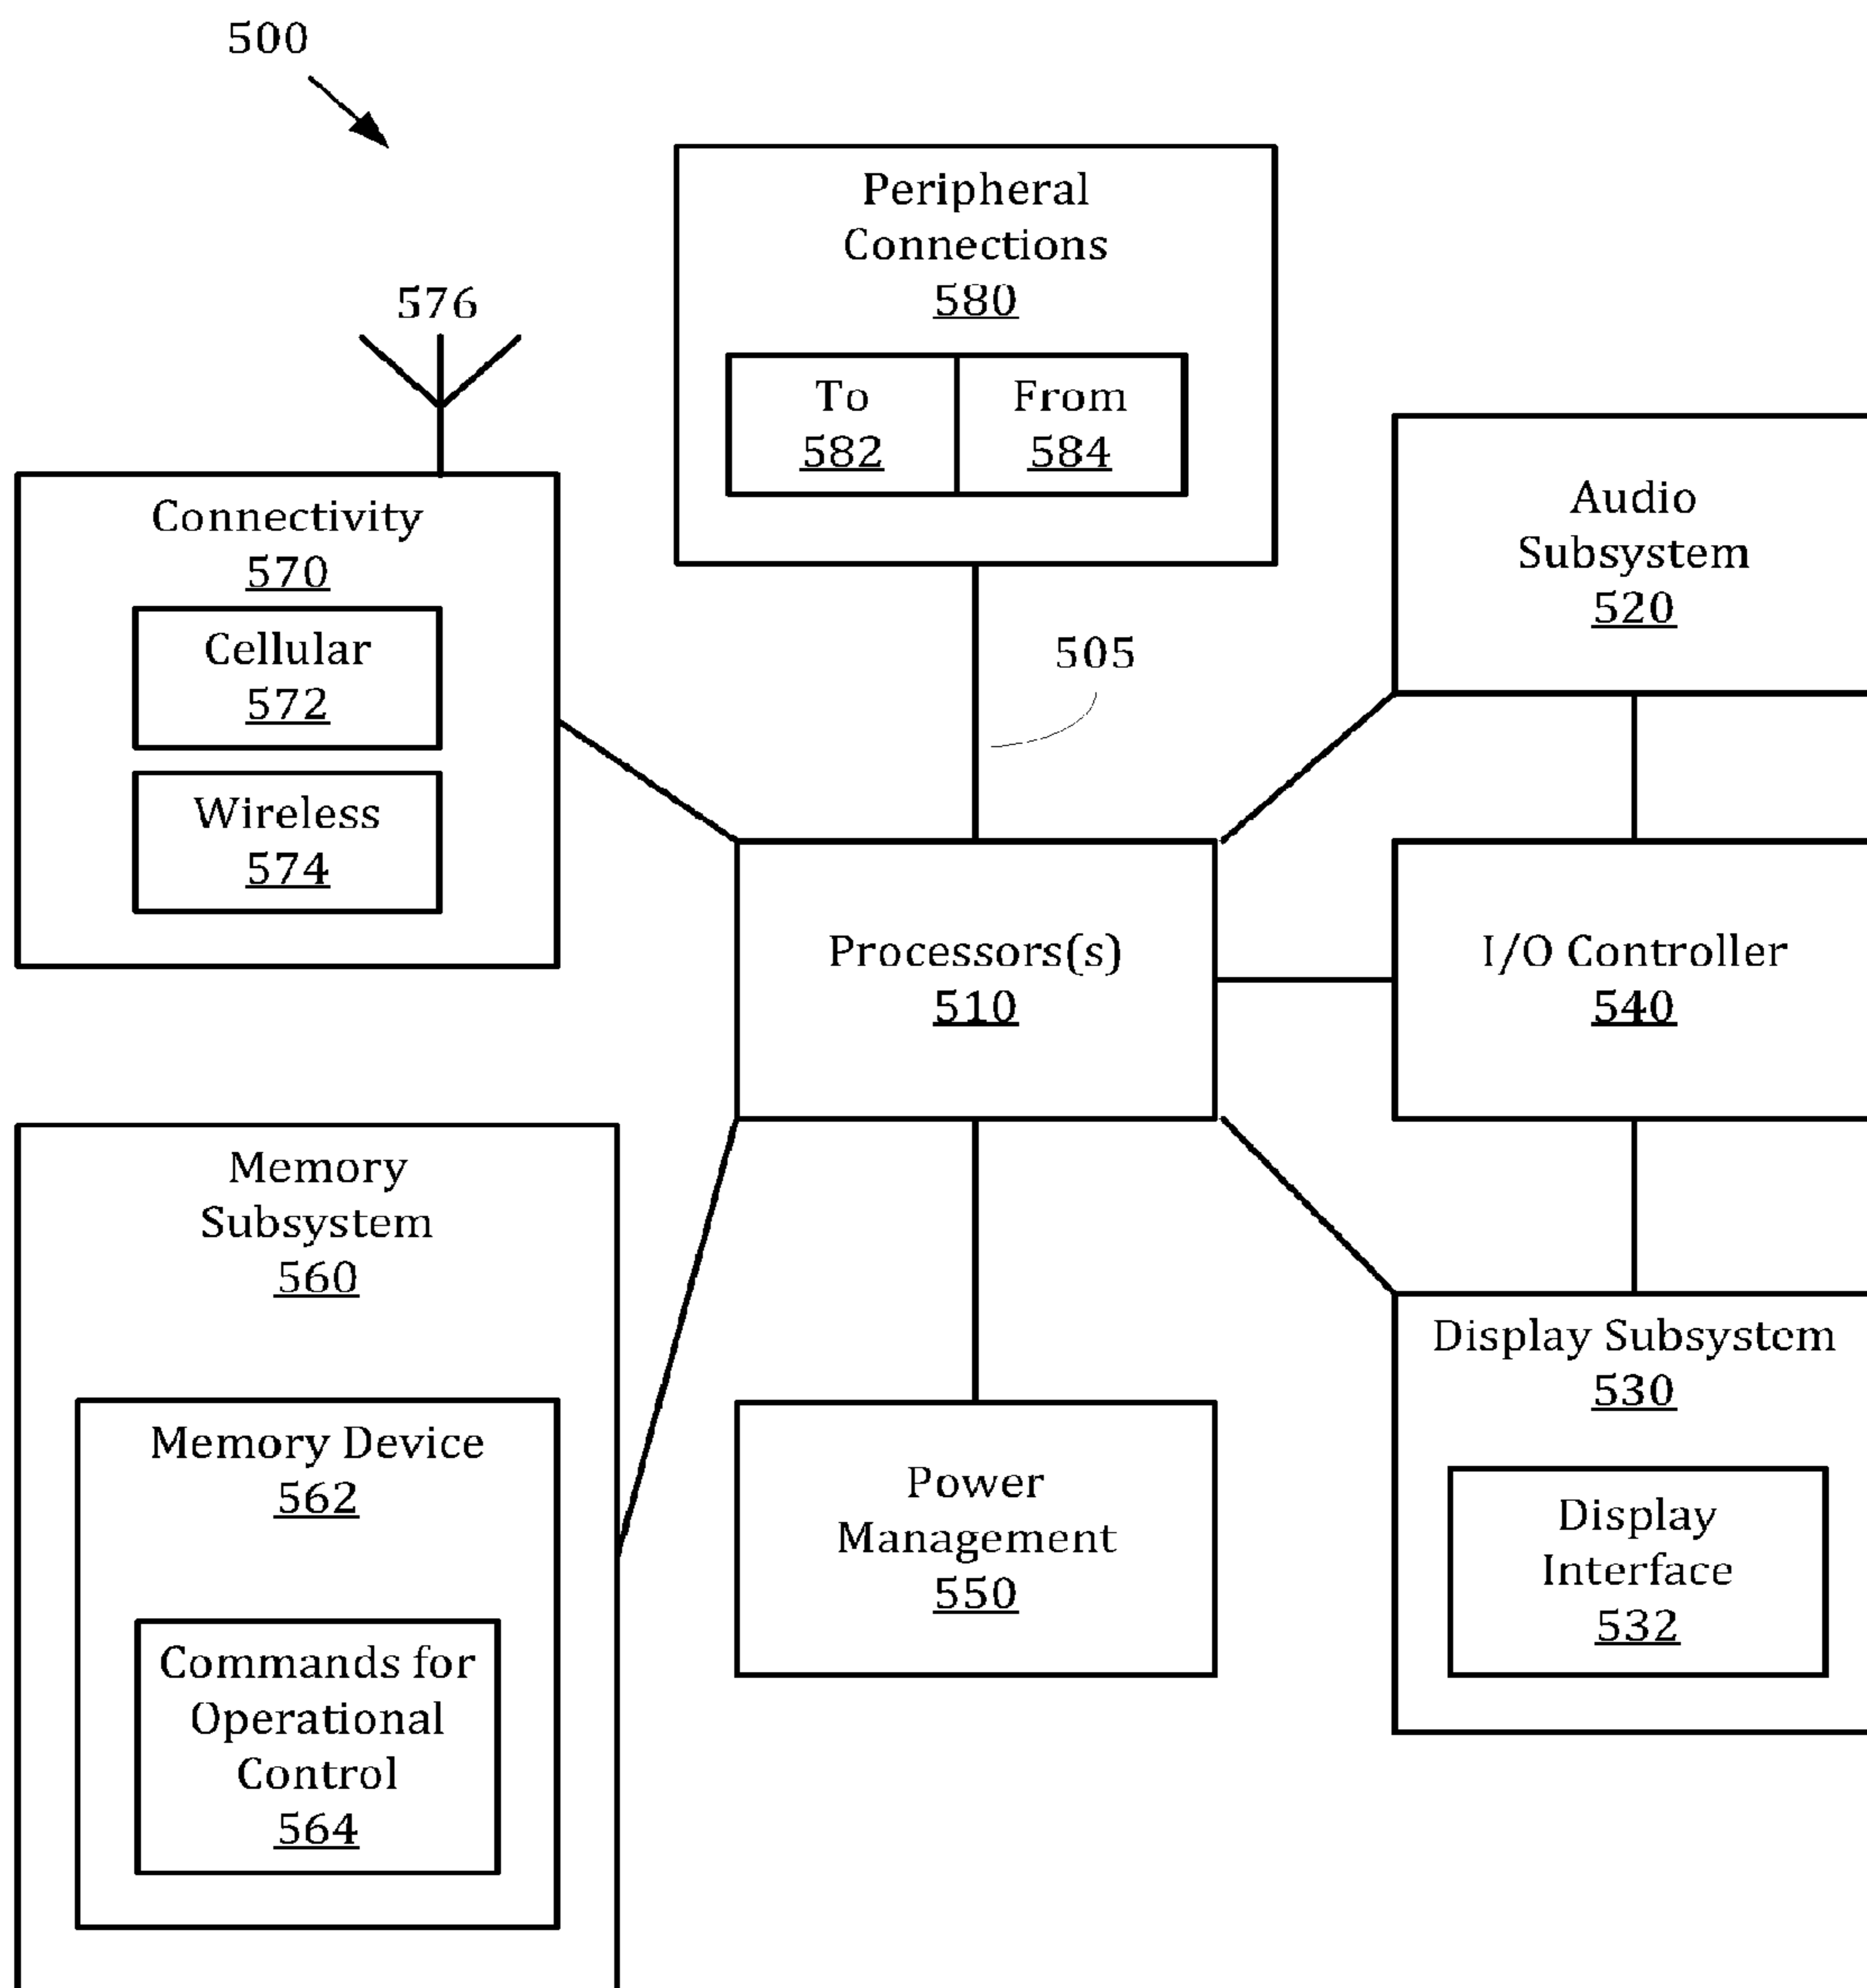 500
Peripheral
Connections
580
To
582
From
584
576
Connectivity
570
Cellular
572
Wireless
574
505
Audio
Subsystem
520
Processors(s)
510
I/O Controller
540
Memory
Subsystem
560
Memory Device
562
Commands for
Operational
Control
564
Power
Management
550
Display Subsystem
530
Display
Interface
532